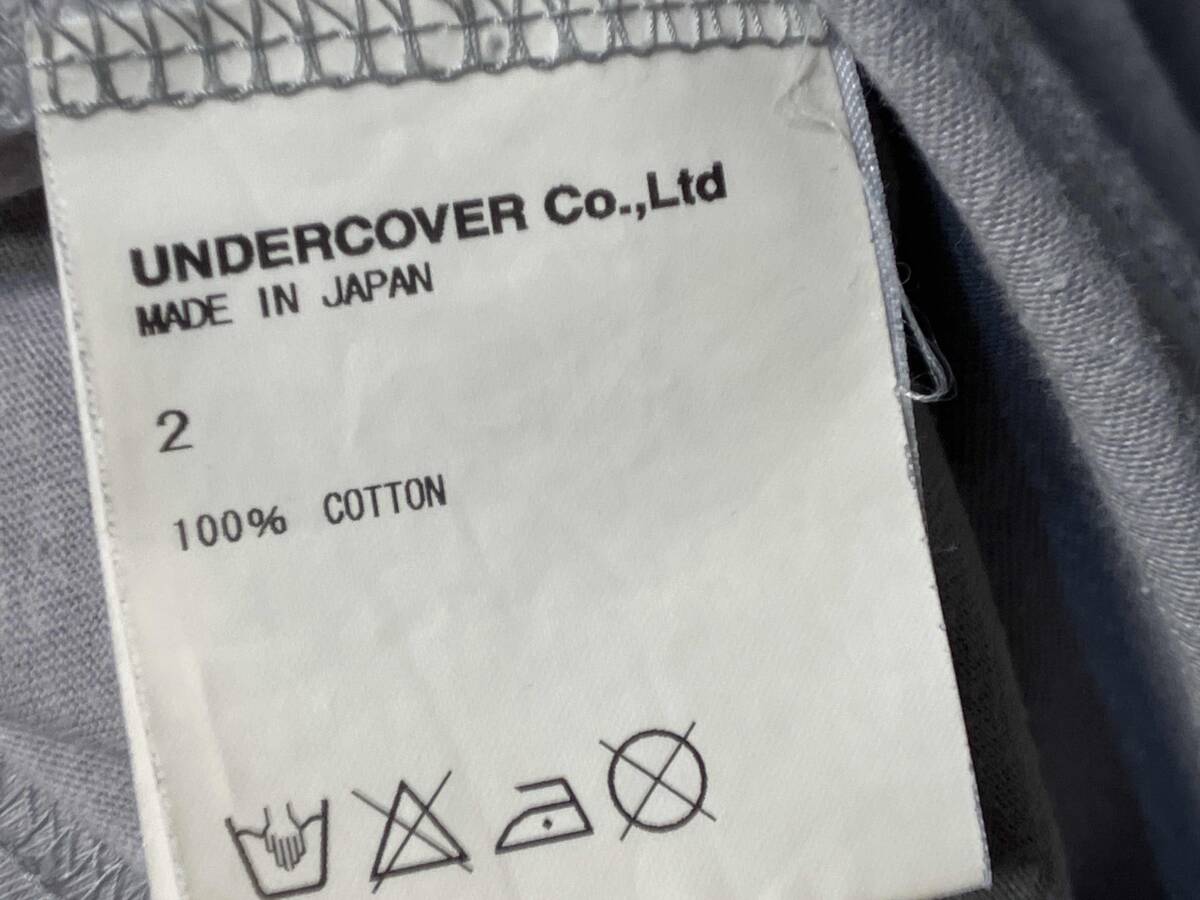 UNDERCOVER Co.,Ltd
MADE IN JAPAN
2
100% COTTON